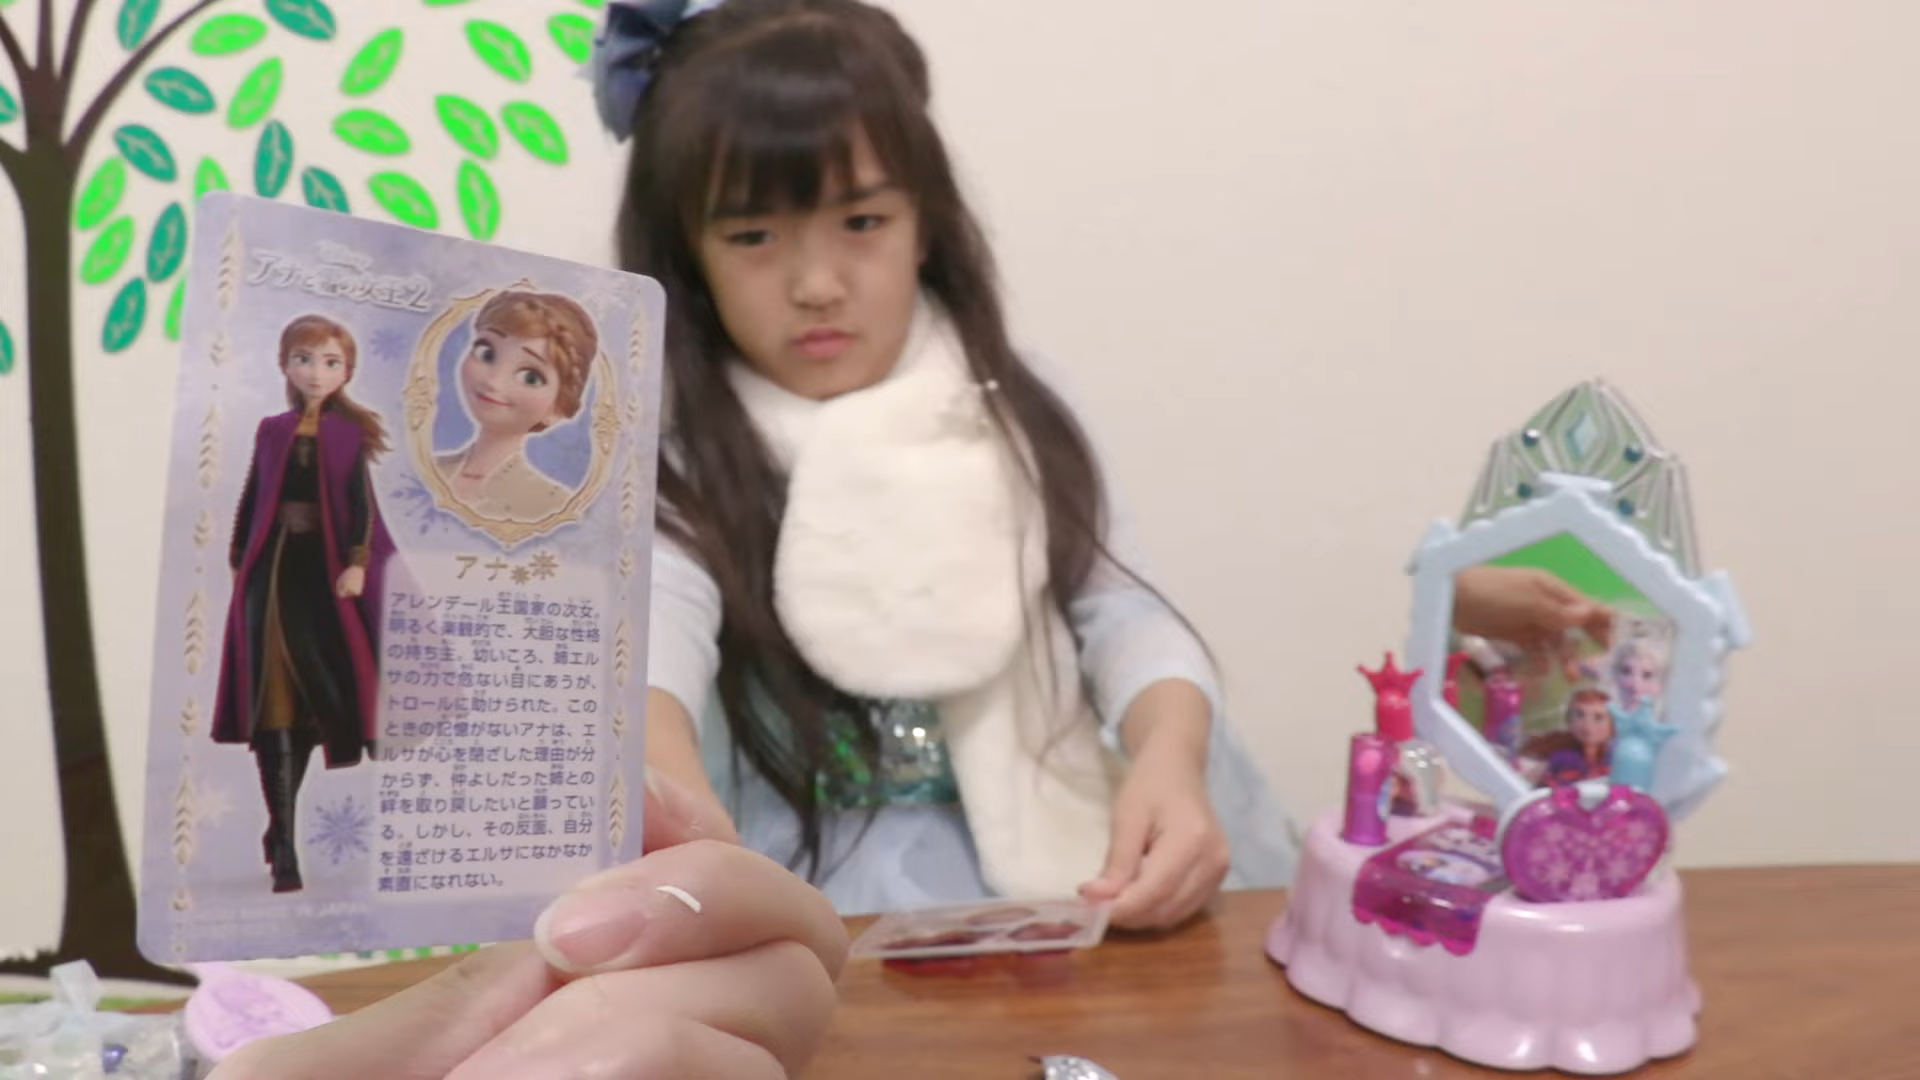 アナと雪の女王2
アナ
アレンデール王国家の次女。
明るく楽観的で、大胆な性格
の持ち主。幼いころ、姉エル
サの力で危ない目にあうが、
トロールに助けられた。この
ときの記憶がないアナは、エ
ルサが心を閉ざした理由が分
からず、仲よしだった姉との
絆を取り戻したいと願ってい
る。しかし、その反面、自分
を遠ざけるエルサになかなか
素直になれない。
MADE IN JAPAN